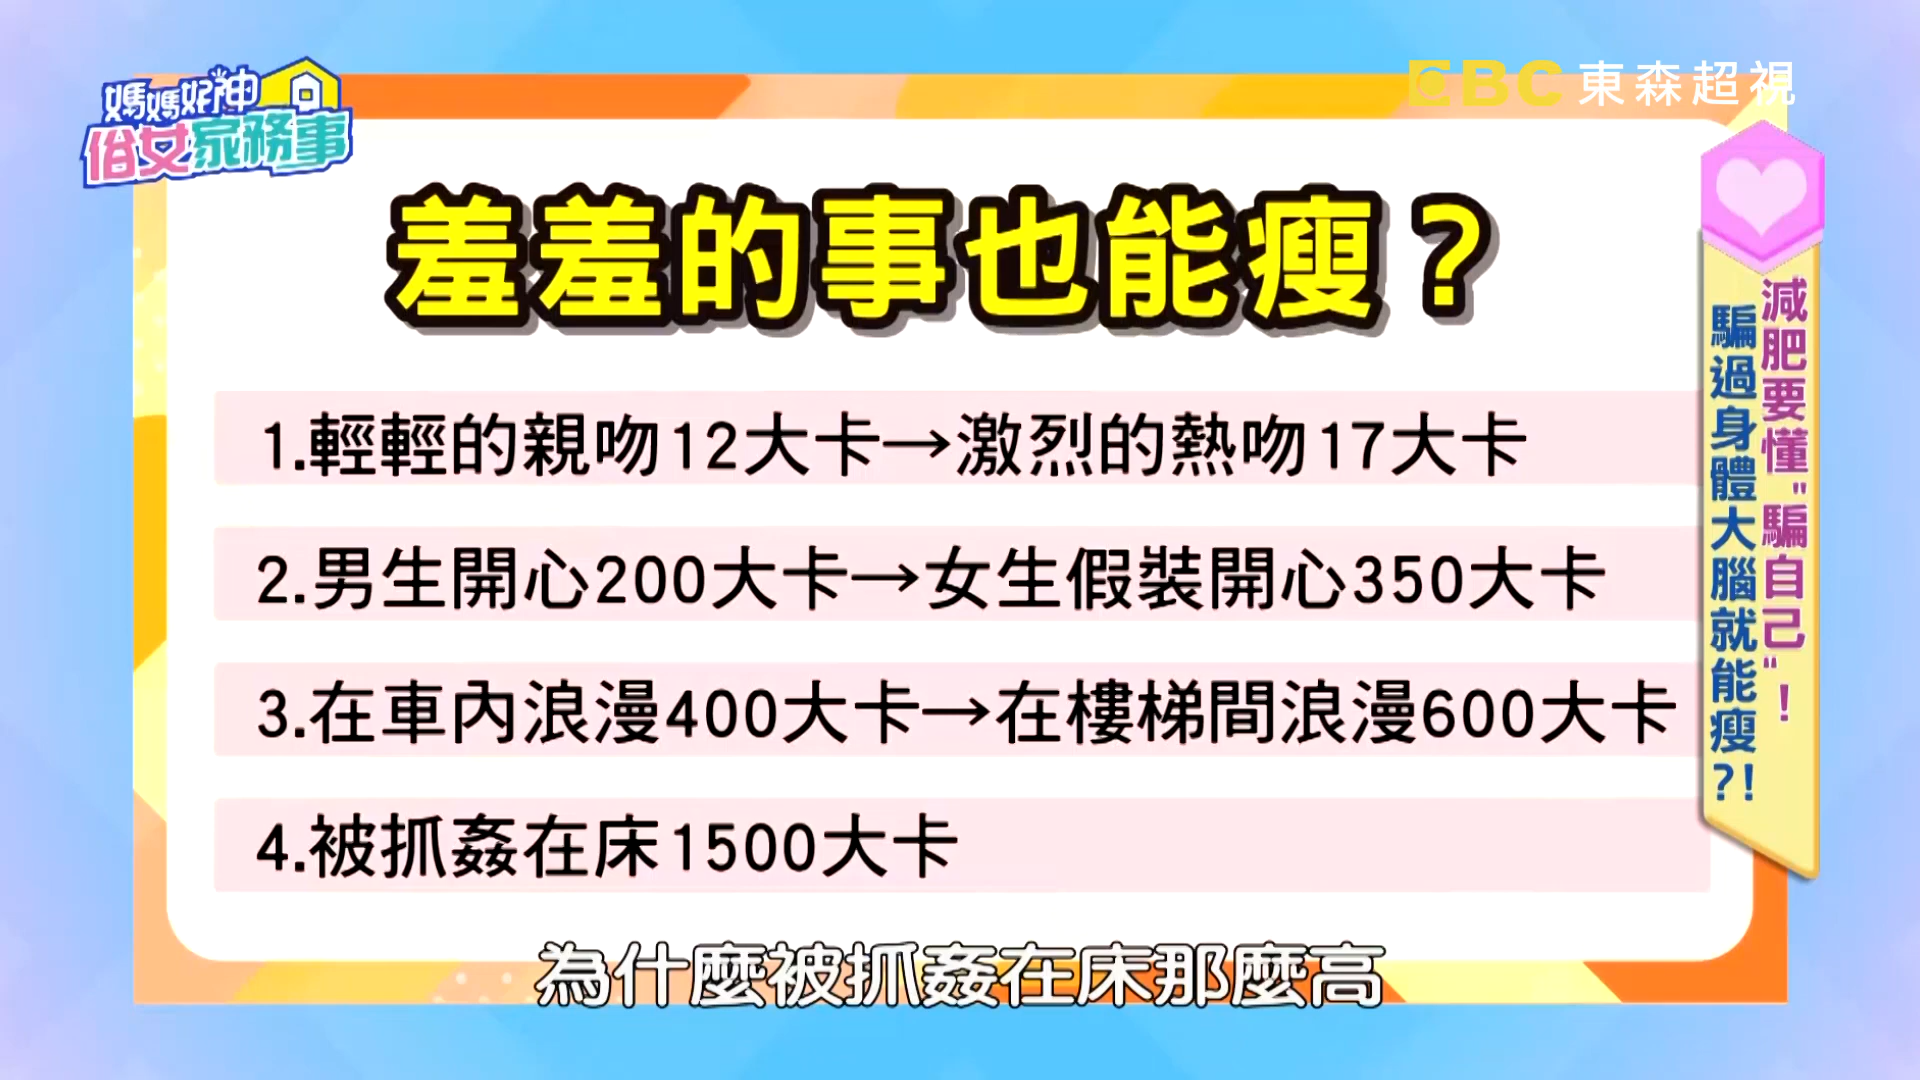 媽媽好神
俗女家務事
EBC 東森超視
羞羞的事也能瘦？
1.輕輕的親吻12大卡→激烈的熱吻17大卡
2.男生開心200大卡→女生假裝開心350大卡
3.在車內浪漫400大卡→在樓梯間浪漫600大卡
4.被抓姦在床1500大卡
減肥要懂"騙自己"！
騙過身體大腦就能瘦?!
為什麼被抓姦在床那麼高